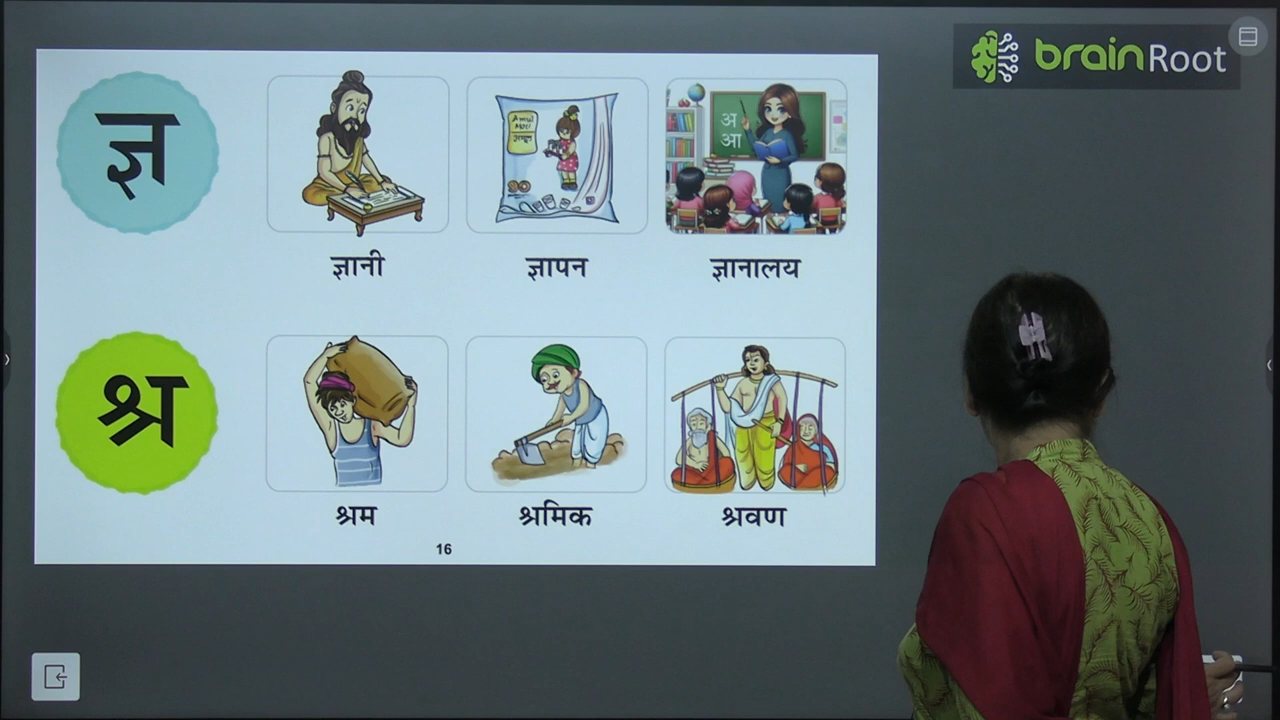 brainRoot
ज्ञ
अ
आ
ज्ञानी
ज्ञापन
ज्ञानालय
श्र
श्रम
श्रमिक
श्रवण
16